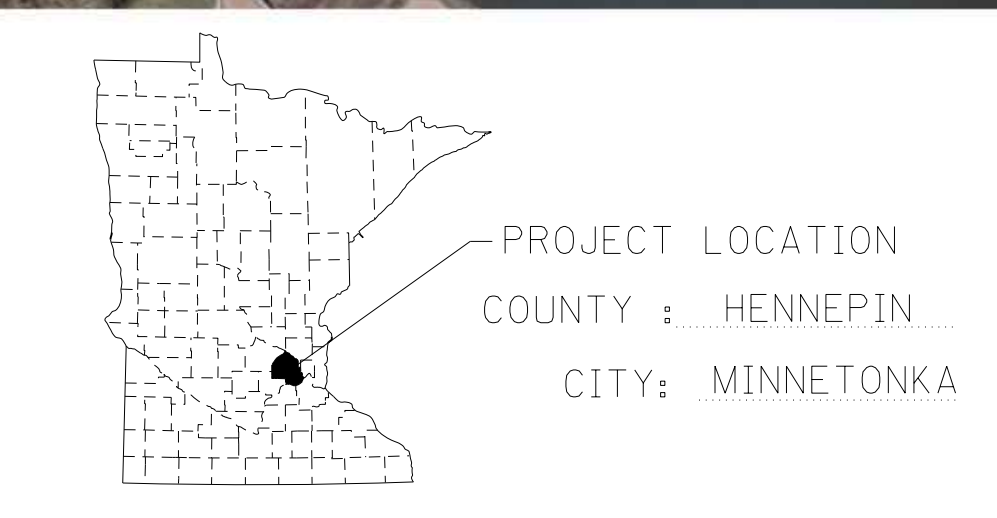 PROJECT LOCATION
COUNTY : HENNEPIN
CITY: MINNETONKA